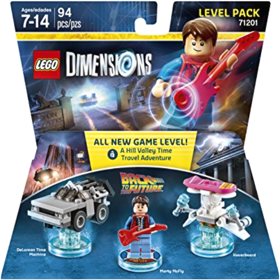 Ages/edades
7-14
94
pcs/pzs
LEVEL PACK
71201
LEGO DIMENSIONS
ALL NEW GAME LEVEL!
& A Hill Valley Time
Travel Adventure
BACK
TO THE
FUTURE
DeLorean Time
Machine
Marty McFly
Hoverboard